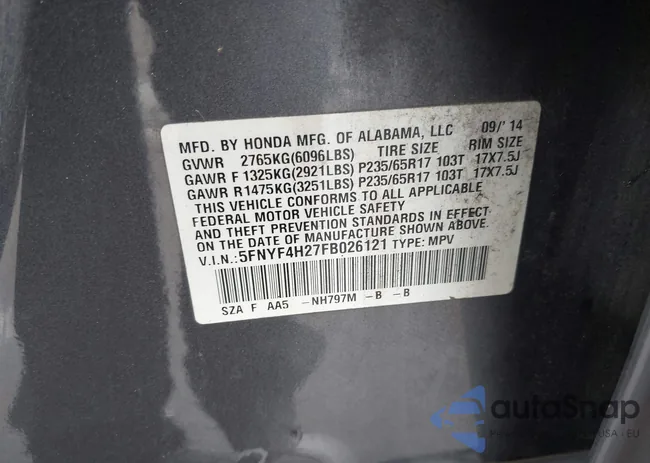 MFD. BY HONDA MFG. OF ALABAMA, LLC 09/'14
GVWR 2765KG(6096LBS) TIRE SIZE RIM SIZE
GAWR F 1325KG(2921LBS) P235/65R17 103T 17X7.5J
GAWR R1475KG(3251LBS) P235/65R17 103T 17X7.5J
THIS VEHICLE CONFORMS TO ALL APPLICABLE
FEDERAL MOTOR VEHICLE SAFETY
AND THEFT PREVENTION STANDARDS IN EFFECT
ON THE DATE OF MANUFACTURE SHOWN ABOVE.
V.I.N.: 5FNYF4H27FB026121 TYPE: MPV
SZA F AA5 -NH797M -B -B
autoSnap
USA - EU